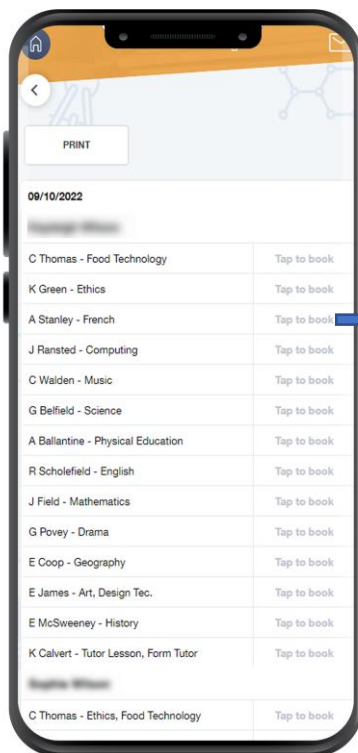 PRINT
09/10/2022
C Thomas - Food Technology Tap to book
K Green - Ethics Tap to book
A Stanley - French Tap to book
J Ransted - Computing Tap to book
C Walden - Music Tap to book
G Belfield - Science Tap to book
A Ballantine - Physical Education Tap to book
R Scholefield - English Tap to book
J Field - Mathematics Tap to book
G Povey - Drama Tap to book
E Coop - Geography Tap to book
E James - Art, Design Tec. Tap to book
E McSweeney - History Tap to book
K Calvert - Tutor Lesson, Form Tutor Tap to book
C Thomas - Ethics, Food Technology Tap to book